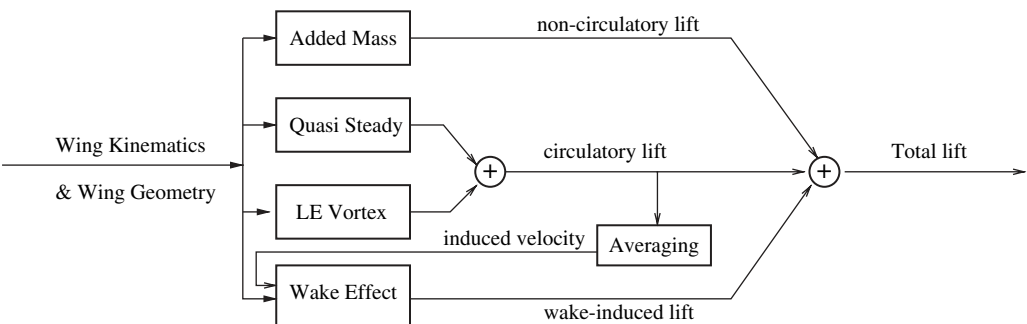 non-circulatory lift
Added Mass
Quasi Steady
Wing Kinematics
& Wing Geometry
+
circulatory lift
+
Total lift
LE Vortex
induced velocity
Averaging
Wake Effect
wake-induced lift